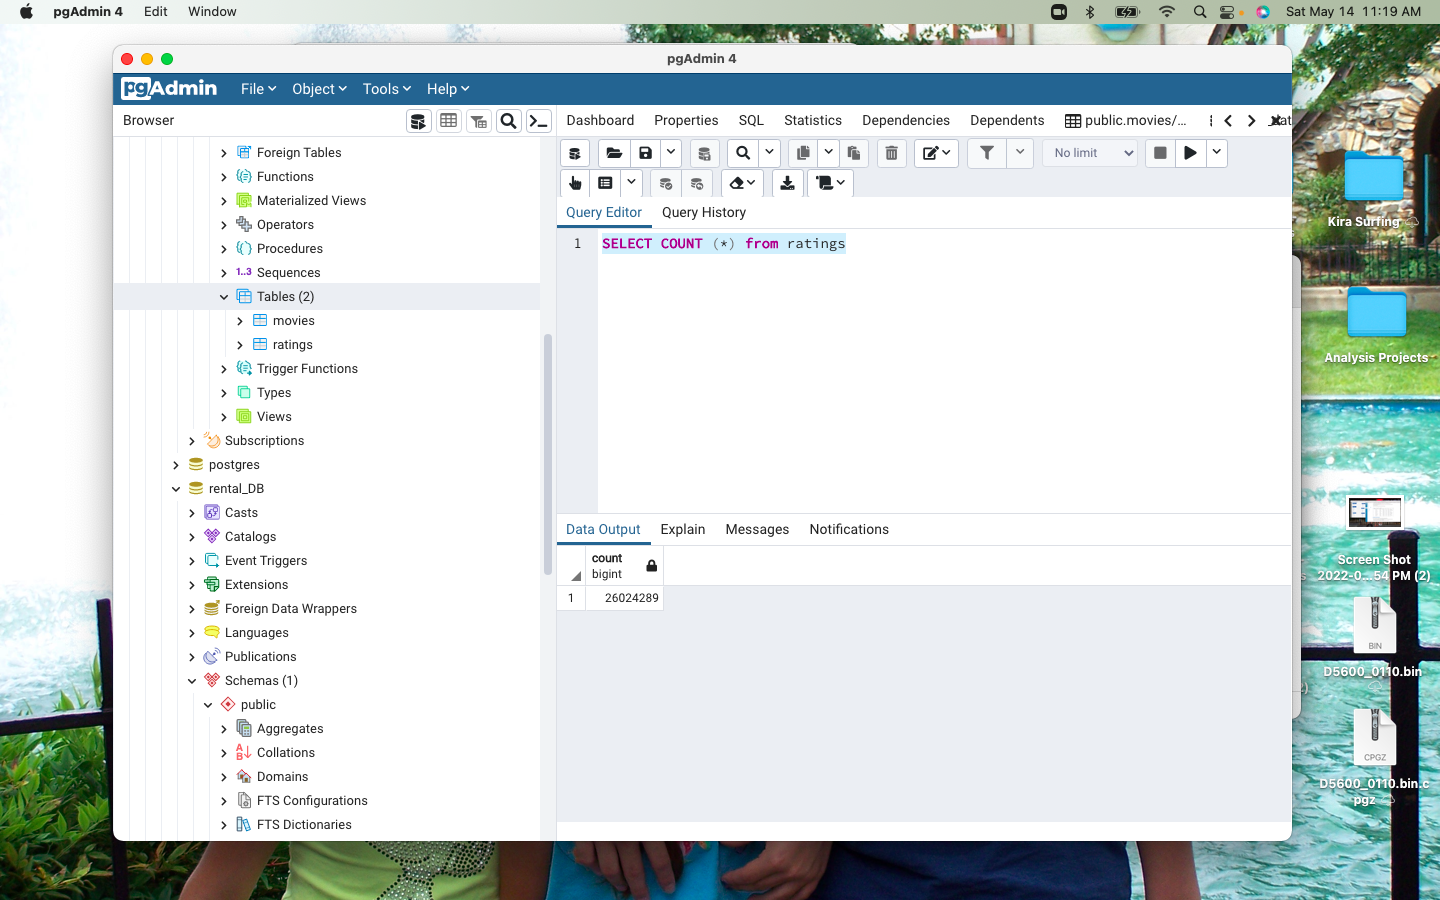 pgAdmin 4 Edit Window Sat May 14 11:19 AM
pgAdmin 4
pgAdmin File Object Tools Help
Browser
Dashboard Properties SQL Statistics Dependencies Dependents public.movies/...
No limit
Query Editor Query History
1 SELECT COUNT (*) from ratings
Foreign Tables
Functions
Materialized Views
Operators
Procedures
1..3 Sequences
Tables (2)
movies
ratings
Trigger Functions
Types
Views
Subscriptions
postgres
rental_DB
Casts
Catalogs
Event Triggers
Extensions
Foreign Data Wrappers
Languages
Publications
Schemas (1)
public
Aggregates
Collations
Domains
FTS Configurations
FTS Dictionaries
Data Output Explain Messages Notifications
count
bigint
1 26024289
Kira Surfing
Analysis Projects
Screen Shot
2022-0...54 PM (2)
BIN
D5600_0110.bin
CPGZ
D5600_0110.bin.c
pgz